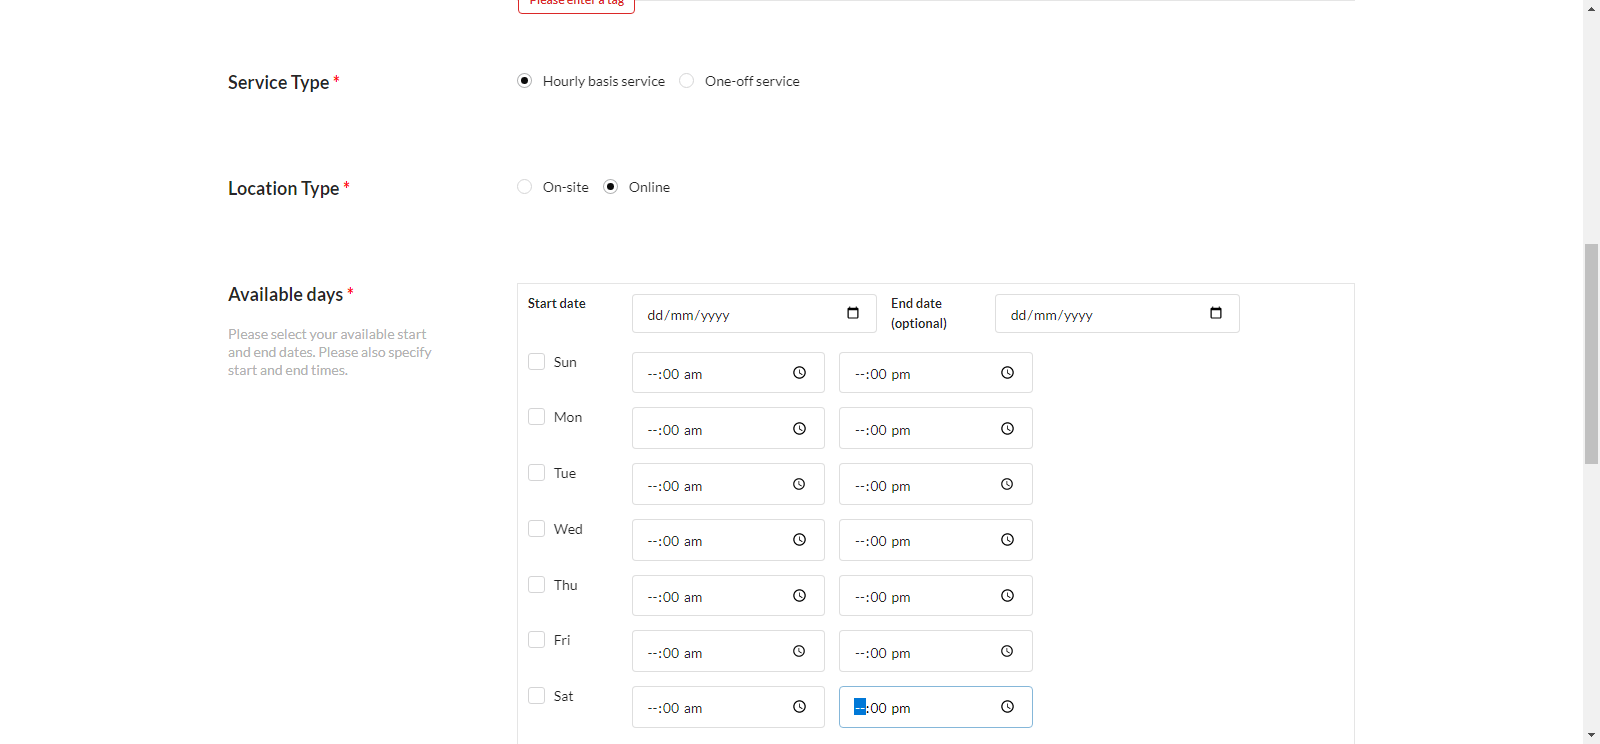 Please enter a tag
Service Type *
Hourly basis service
One-off service
Location Type *
On-site
Online
Available days *
Please select your available start
and end dates. Please also specify
start and end times.
Start date
dd/mm/yyyy
End date
(optional)
dd/mm/yyyy
Sun
--:00 am
--:00 pm
Mon
--:00 am
--:00 pm
Tue
--:00 am
--:00 pm
Wed
--:00 am
--:00 pm
Thu
--:00 am
--:00 pm
Fri
--:00 am
--:00 pm
Sat
--:00 am
--:00 pm